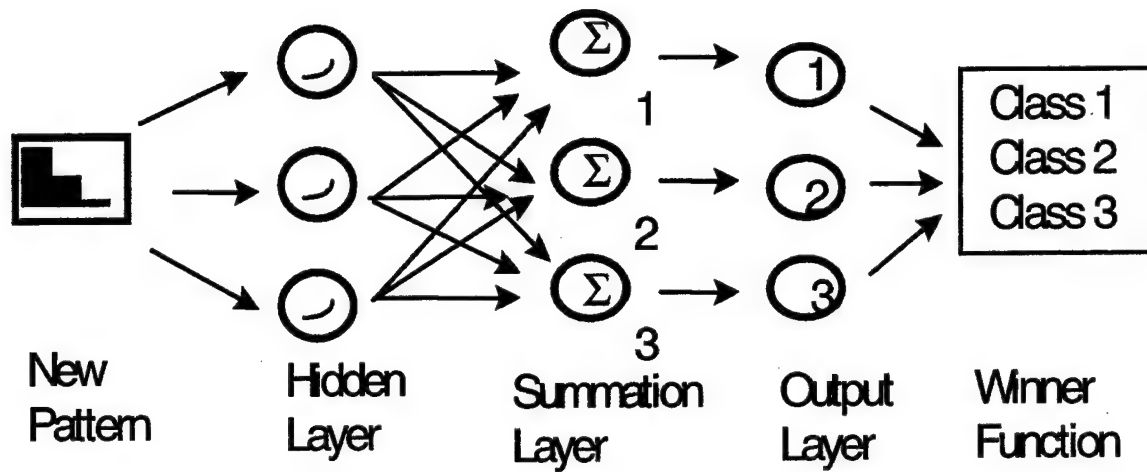 Σ
1
Σ
2
Σ
3
1
2
3
Class 1
Class 2
Class 3
New
Pattern
Hidden
Layer
Summation
Layer
Output
Layer
Winner
Function